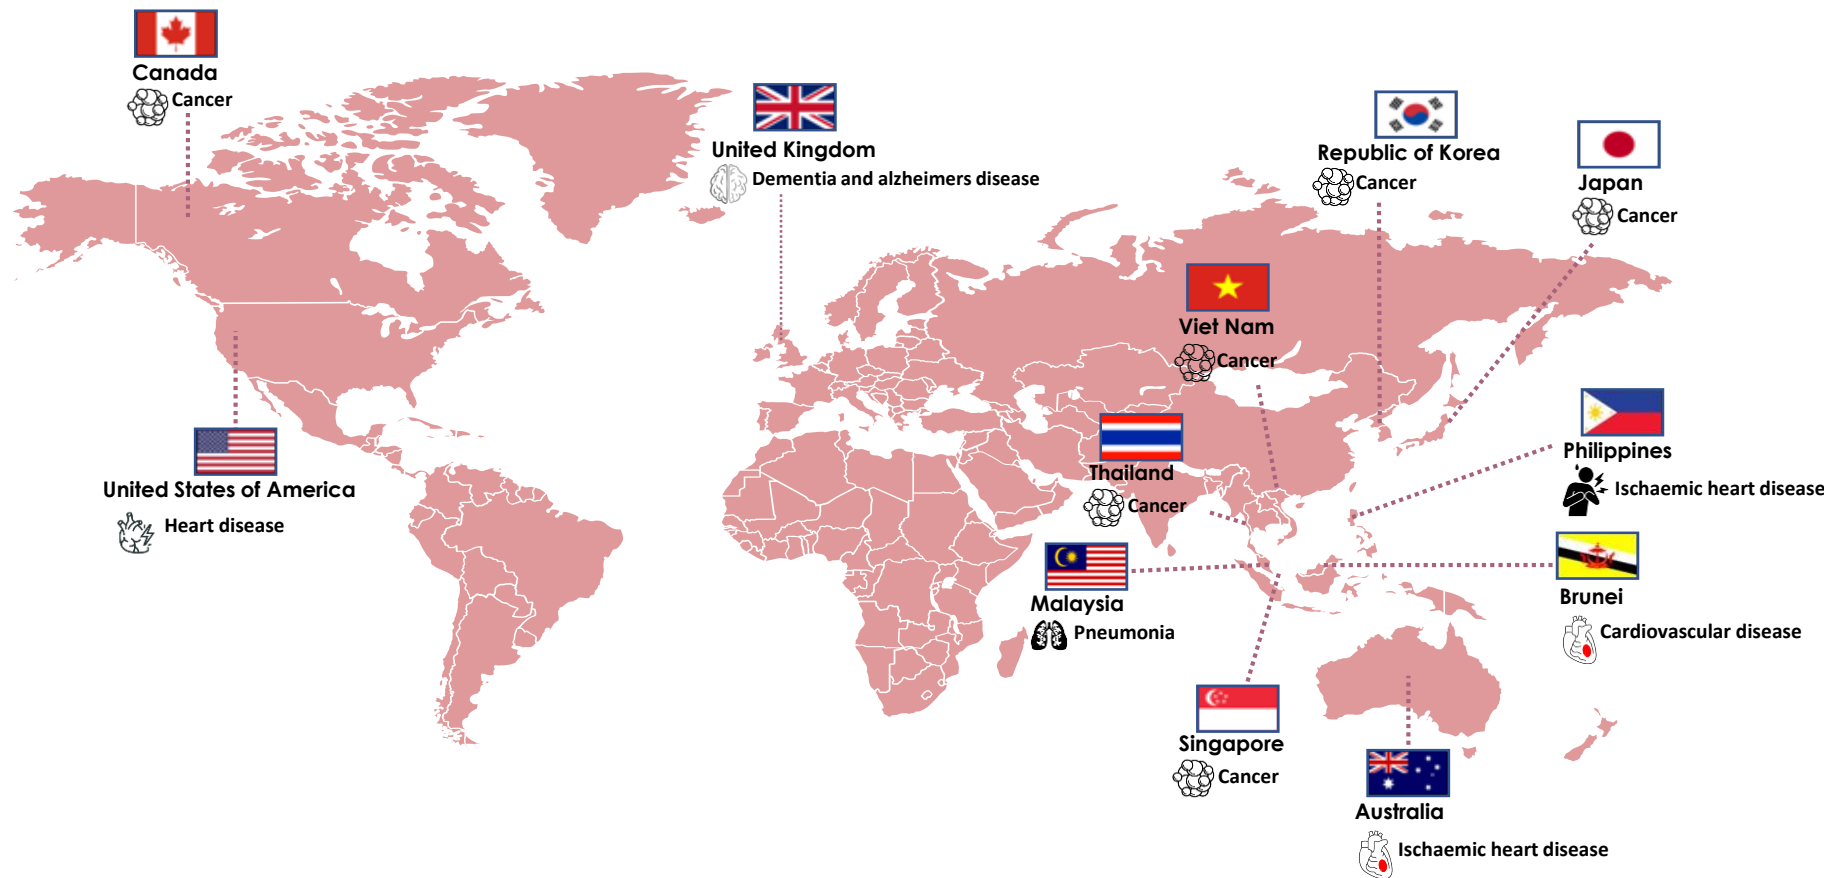 Canada
Cancer
United Kingdom
Dementia and alzheimers disease
Republic of Korea
Cancer
Japan
Cancer
Viet Nam
Cancer
Thailand
Cancer
Philippines
Ischaemic heart disease
United States of America
Heart disease
Malaysia
Pneumonia
Brunei
Cardiovascular disease
Singapore
Cancer
Australia
Ischaemic heart disease